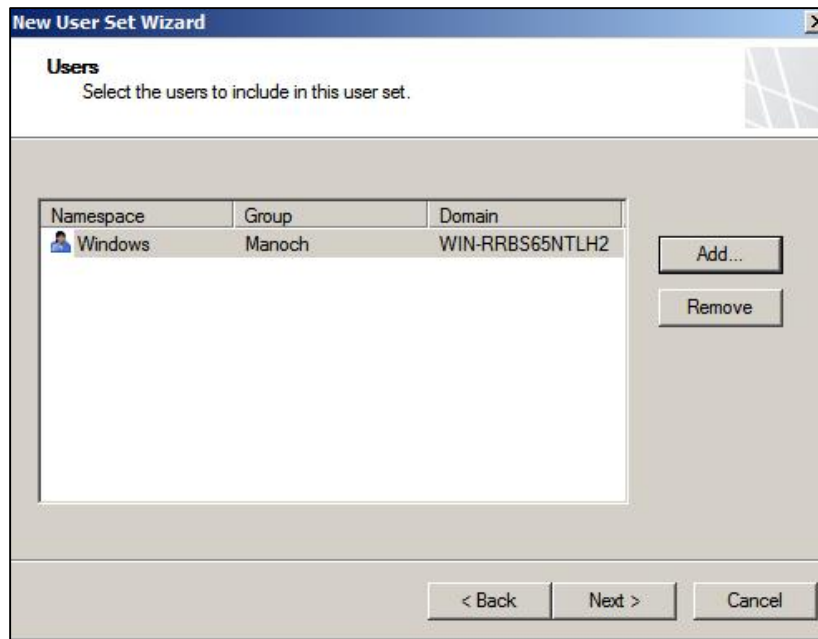 New User Set Wizard
Users
Select the users to include in this user set.
Namespace Group Domain
Windows Manoch WIN-RRBS65NTLH2
Add...
Remove
< Back Next > Cancel